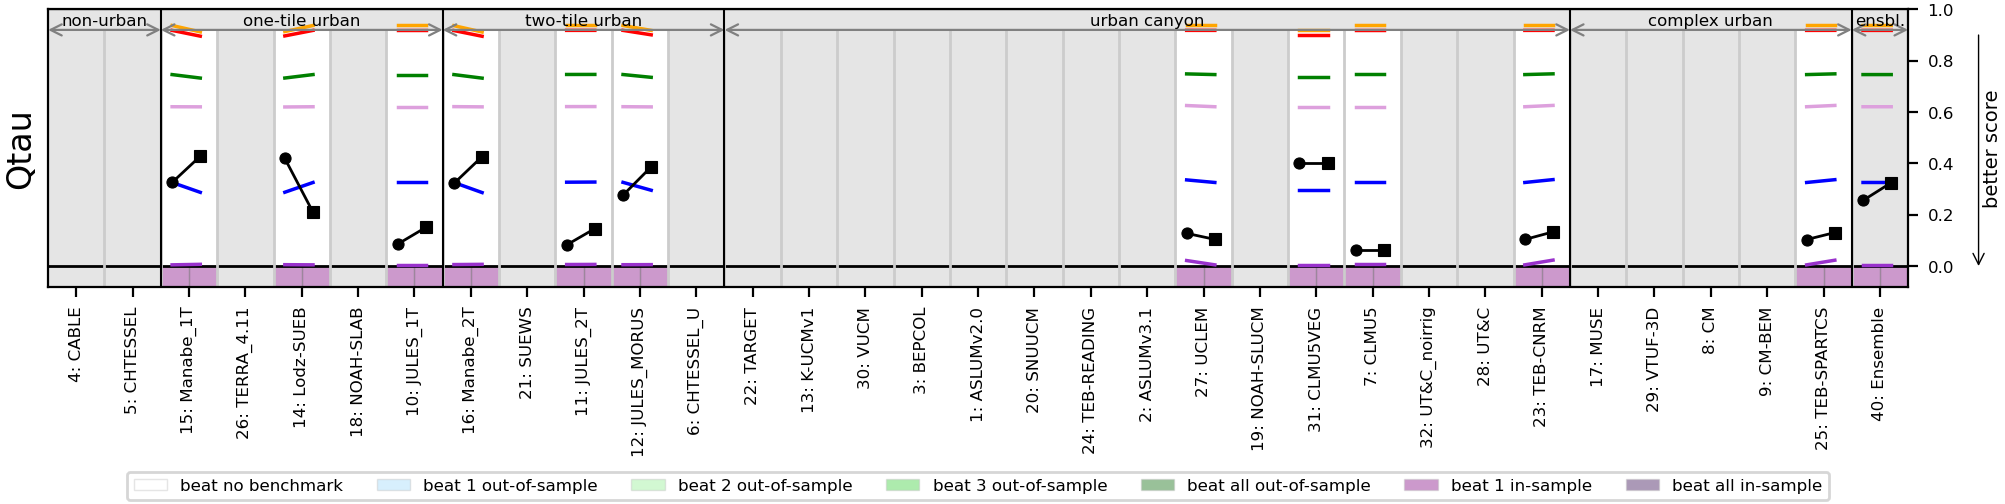 non-urban
one-tile urban
two-tile urban
urban canyon
complex urban
ensbl.
Qtau
1.0
0.8
0.6
0.4
0.2
0.0
better score
4: CABLE
5: CHTESSEL
15: Manabe_1T
26: TERRA_4.11
14: Lodz-SUEB
18: NOAH-SLAB
10: JULES_1T
16: Manabe_2T
21: SUEWS
11: JULES_2T
12: JULES_MORUS
6: CHTESSEL_U
22: TARGET
13: K-UCMv1
30: VUCM
3: BEPCOL
1: ASLUMv2.0
20: SNUUCM
24: TEB-READING
2: ASLUMv3.1
27: UCLEM
19: NOAH-SLUCM
31: CLMU5VEG
7: CLMU5
32: UT&C_noirrig
28: UT&C
23: TEB-CNRM
17: MUSE
29: VTUF-3D
8: CM
9: CM-BEM
25: TEB-SPARTCS
40: Ensemble
beat no benchmark
beat 1 out-of-sample
beat 2 out-of-sample
beat 3 out-of-sample
beat all out-of-sample
beat 1 in-sample
beat all in-sample